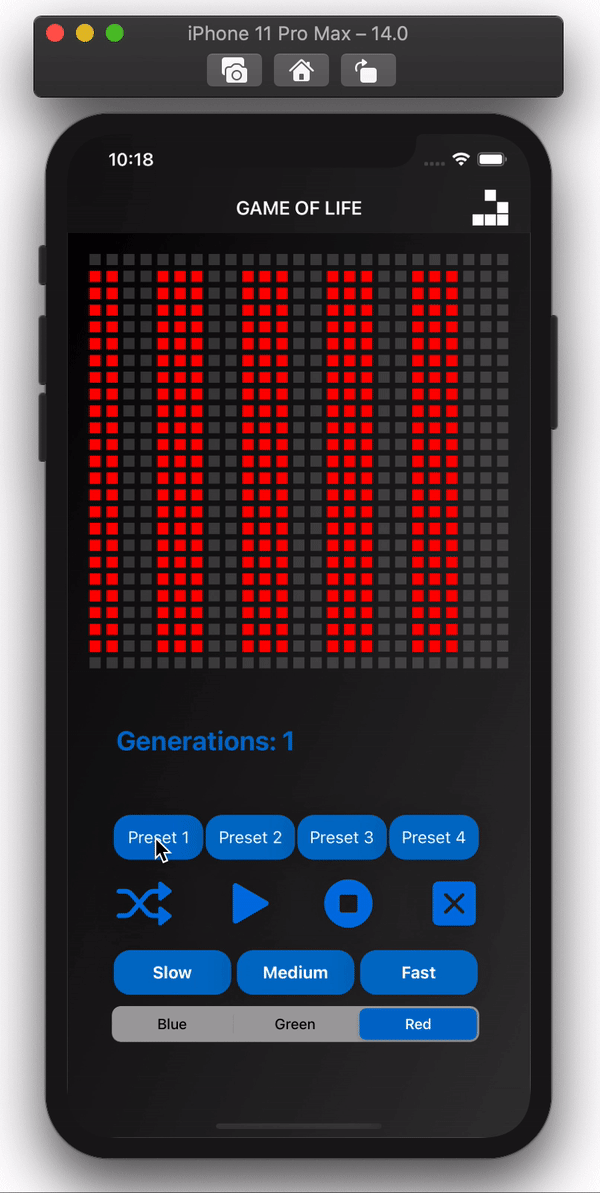 iPhone 11 Pro Max – 14.0
10:18
GAME OF LIFE
Generations: 1
Preset 1 Preset 2 Preset 3 Preset 4
Slow Medium Fast
Blue Green Red